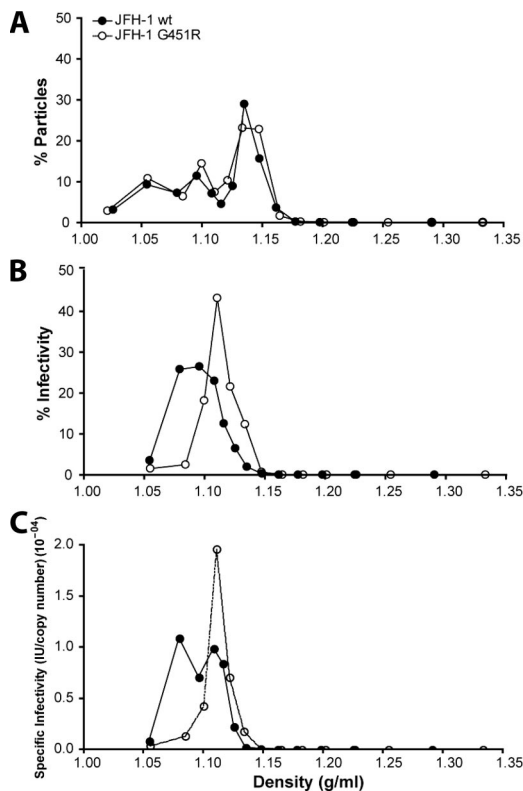 A
JFH-1 wt
JFH-1 G451R
50
40
30
20
10
0
% Particles
1.00 1.05 1.10 1.15 1.20 1.25 1.30 1.35
B
50
40
30
20
10
0
% Infectivity
1.00 1.05 1.10 1.15 1.20 1.25 1.30 1.35
C
2.0
1.5
1.0
0.5
0.0
Specific Infectivity (IU/copy number) (10⁻⁰⁴)
1.00 1.05 1.10 1.15 1.20 1.25 1.30 1.35
Density (g/ml)